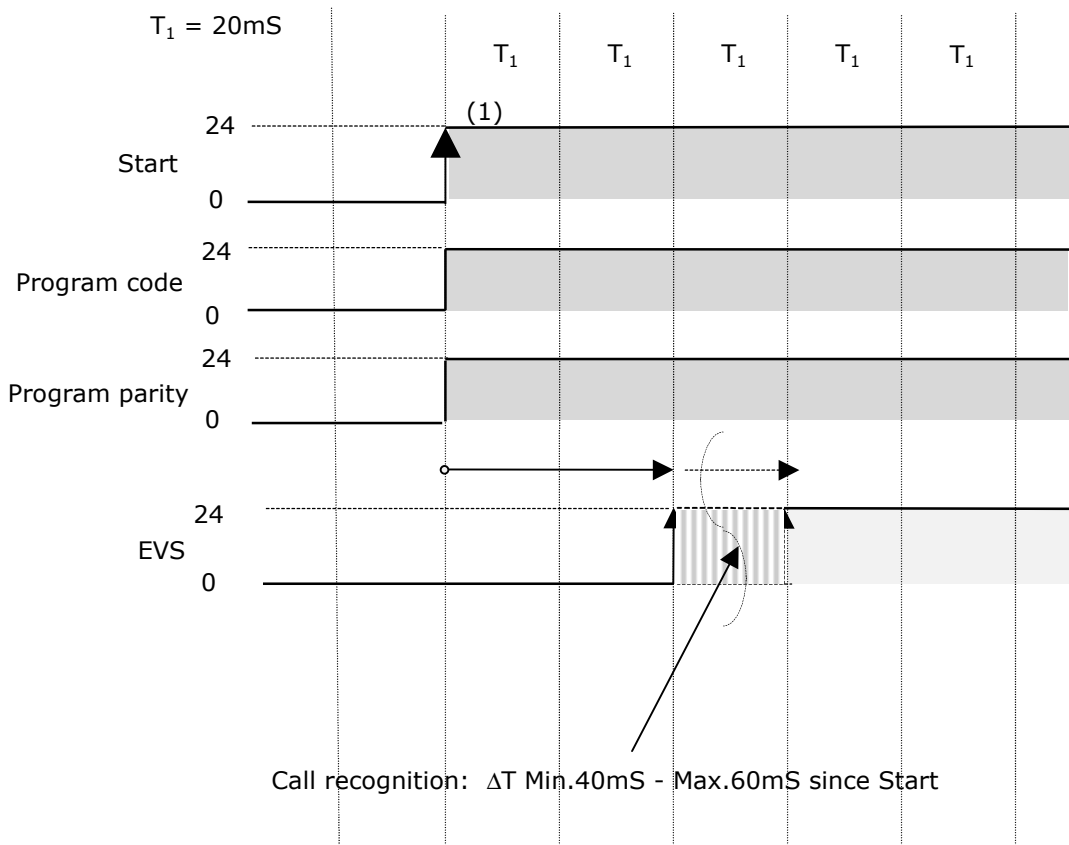 T1 = 20mS
T1 T1 T1 T1 T1
(1)
24
Start
0
24
Program code
0
24
Program parity
0
24
EVS
0
Call recognition: ΔT Min.40mS - Max.60mS since Start